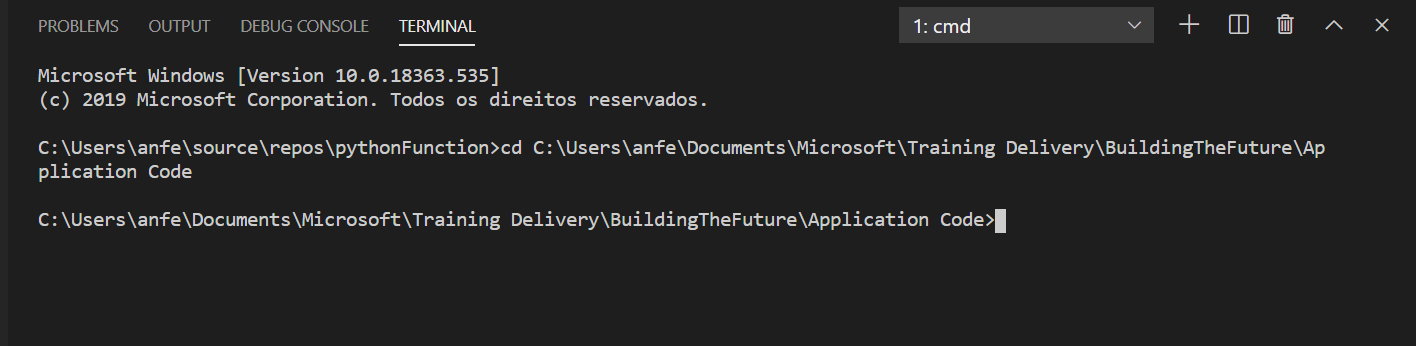 PROBLEMS OUTPUT DEBUG CONSOLE TERMINAL 1: cmd
Microsoft Windows [Version 10.0.18363.535]
(c) 2019 Microsoft Corporation. Todos os direitos reservados.
C:\Users\anfe\source\repos\pythonFunction>cd C:\Users\anfe\Documents\Microsoft\Training Delivery\BuildingTheFuture\Ap
plication Code
C:\Users\anfe\Documents\Microsoft\Training Delivery\BuildingTheFuture\Application Code>